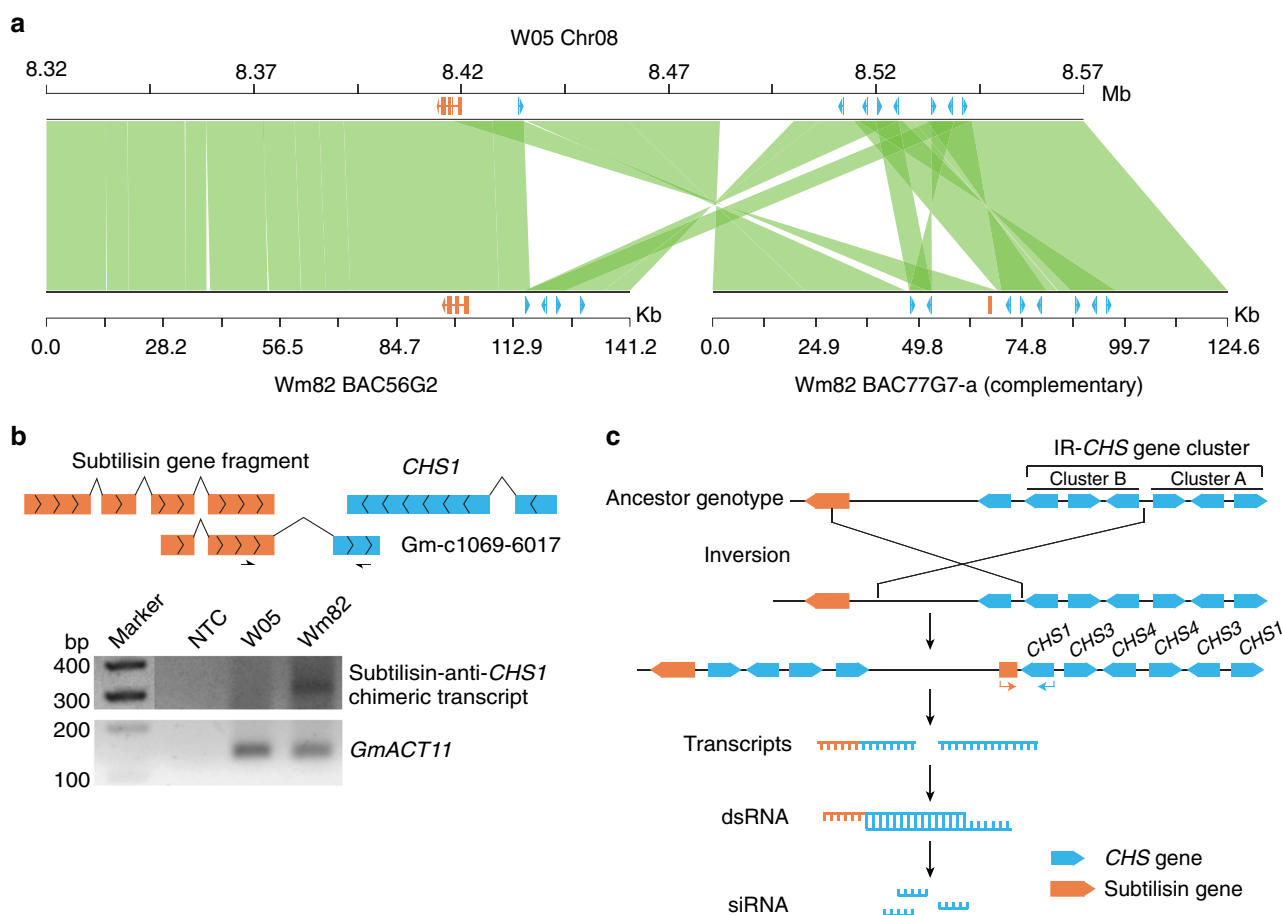 a
W05 Chr08
8.32 8.37 8.42 8.47 8.52 8.57
Mb
Kb Kb
0.0 28.2 56.5 84.7 112.9 141.2 0.0 24.9 49.8 74.8 99.7 124.6
Wm82 BAC56G2 Wm82 BAC77G7-a (complementary)
b
Subtilisin gene fragment CHS1
Gm-c1069-6017
bp Marker NTC W05 Wm82
400
300
Subtilisin-anti-CHS1
chimeric transcript
200
100
GmACT11
c
IR-CHS gene cluster
Cluster B Cluster A
Ancestor genotype
Inversion
CHS1 CHS3 CHS4 CHS4 CHS3 CHS1
Transcripts
dsRNA
siRNA
CHS gene
Subtilisin gene